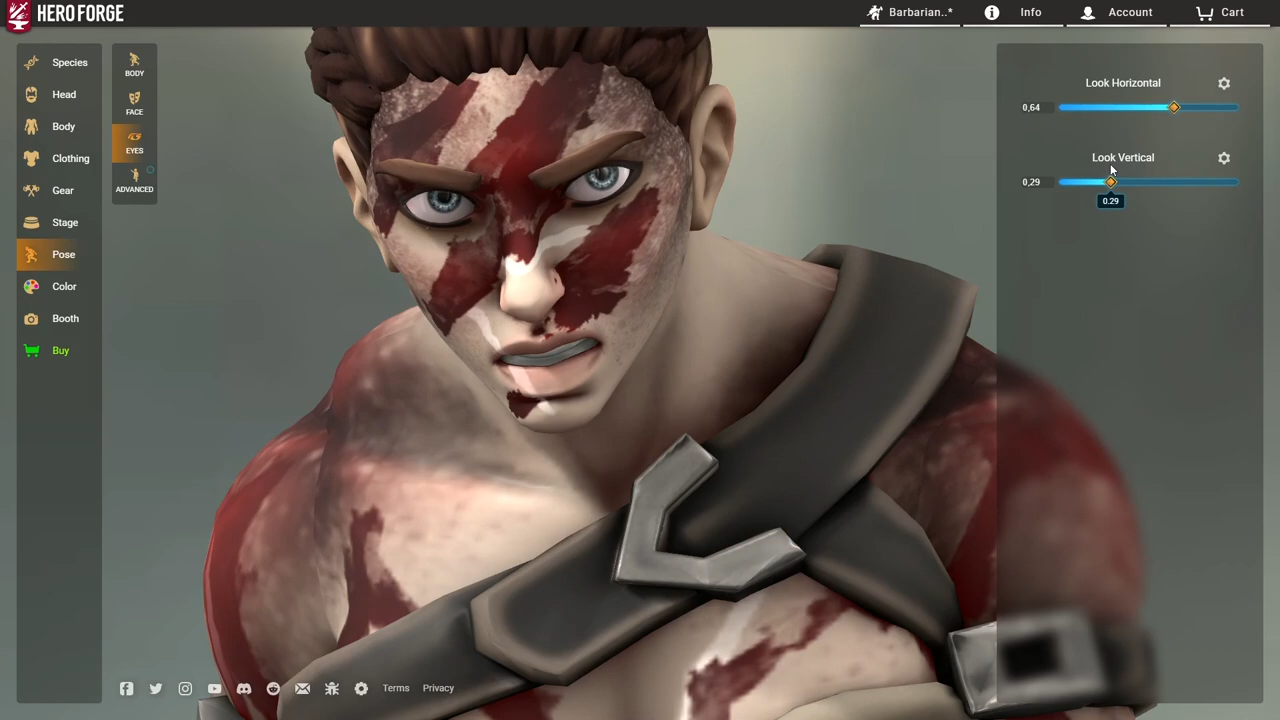 HERO FORGE
Barbarian..*
Info
Account
Cart
Species
Head
Body
Clothing
Gear
Stage
Pose
Color
Booth
Buy
BODY
FACE
EYES
ADVANCED
Look Horizontal
0,64
Look Vertical
0,29
0.29
Terms
Privacy